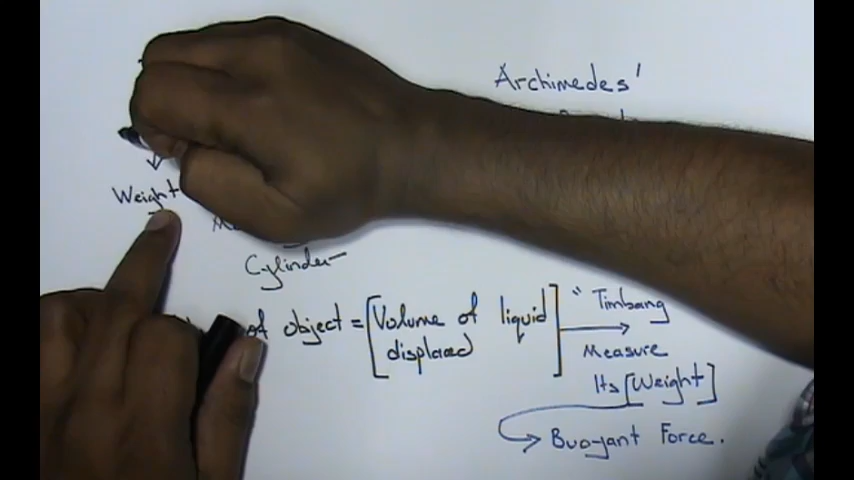 Archimedes'
Weight
Cylinder
of object = [Volume of liquid displaced]
"Timbang
Measure
Its [Weight]
Buoyant Force.